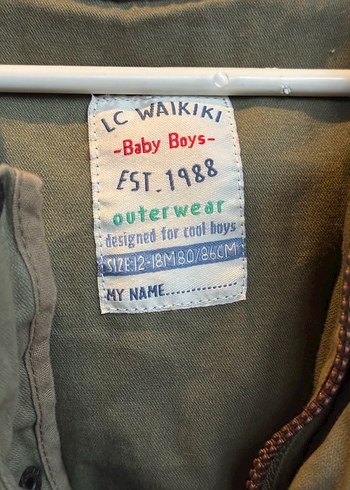 LC WAIKIKI
-Baby Boys-
EST.1988
outerwear
designed for cool boys
SIZE:12-18M 80/86CM
MY NAME...............